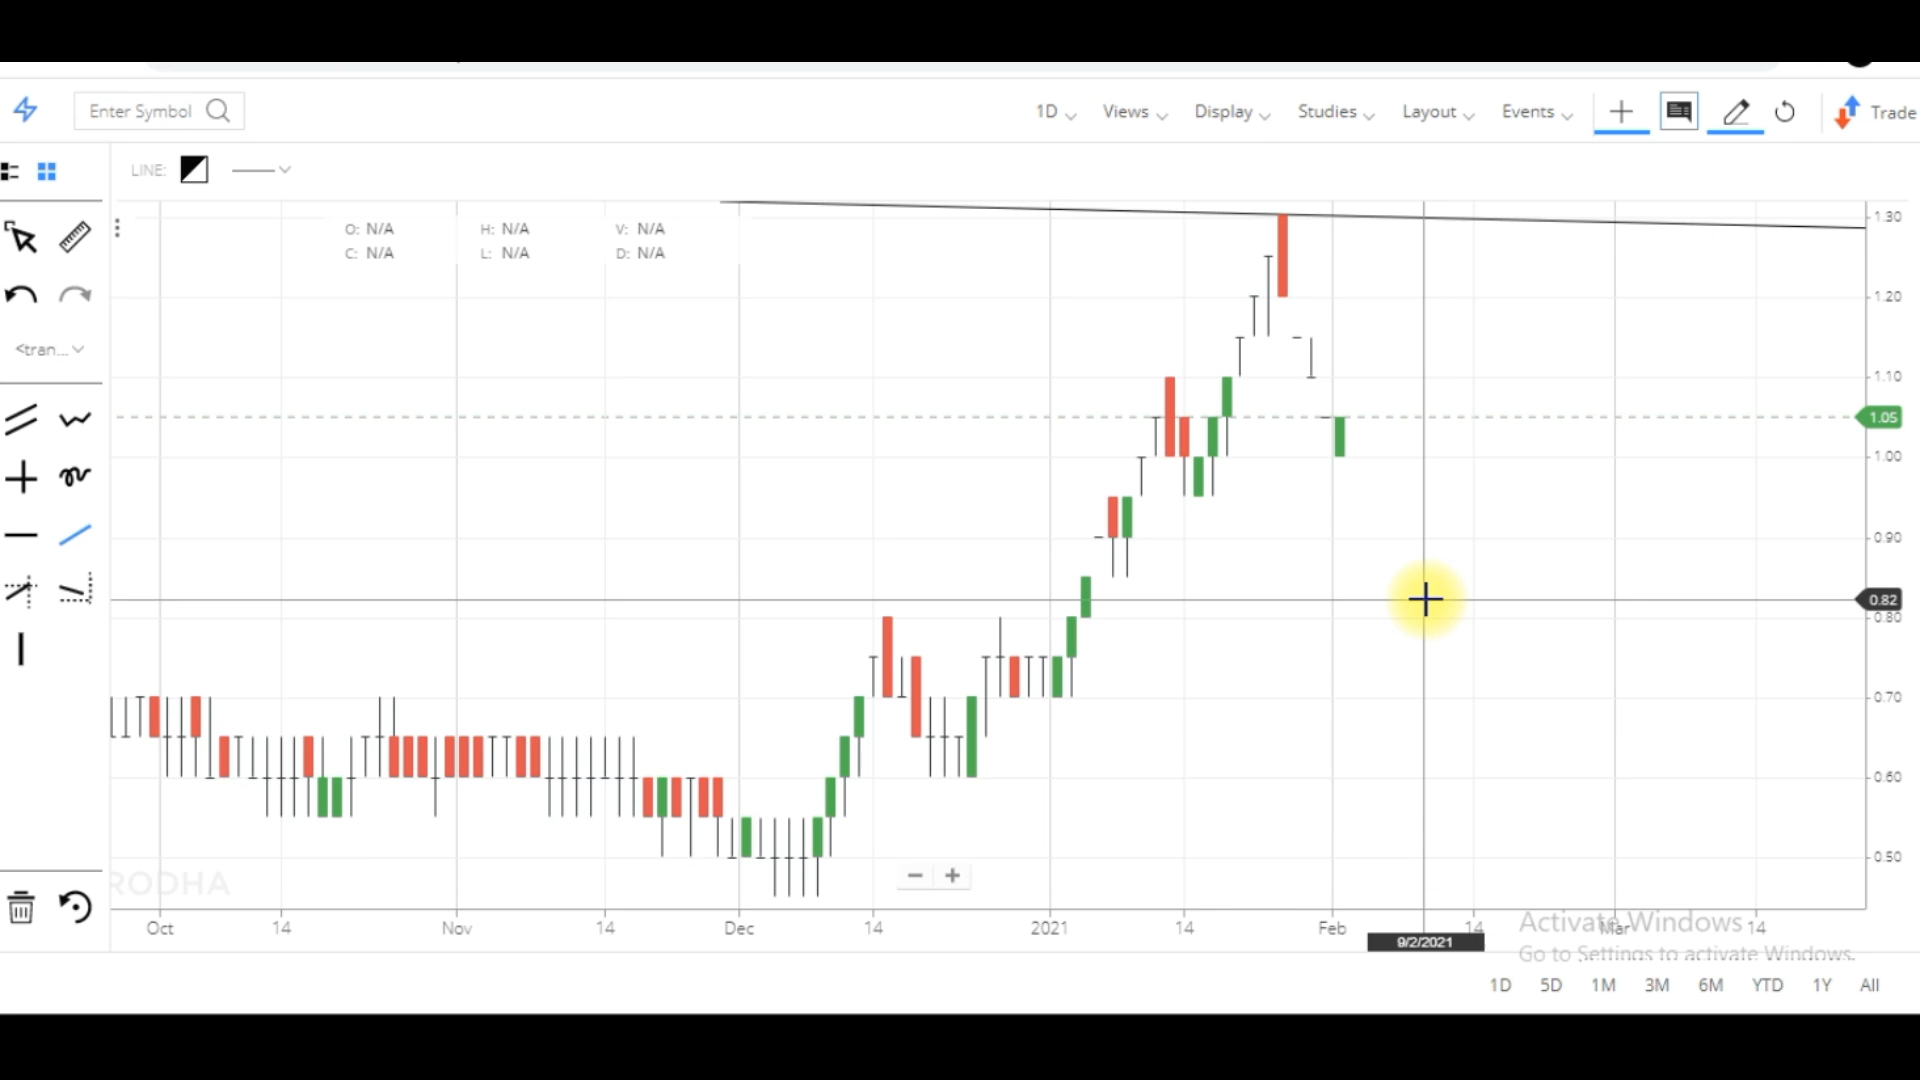 Enter Symbol
1D Views Display Studies Layout Events Trade
LINE:
O: N/A H: N/A V: N/A
C: N/A L: N/A D: N/A
<tran...
1.30
1.20
1.10
1.05
1.00
0.90
0.82
0.80
0.70
0.60
0.50
RODHA
Oct 14 Nov 14 Dec 14 2021 14 Feb 14 Mar 14
9/2/2021
Activate Windows
Go to Settings to activate Windows.
1D 5D 1M 3M 6M YTD 1Y All